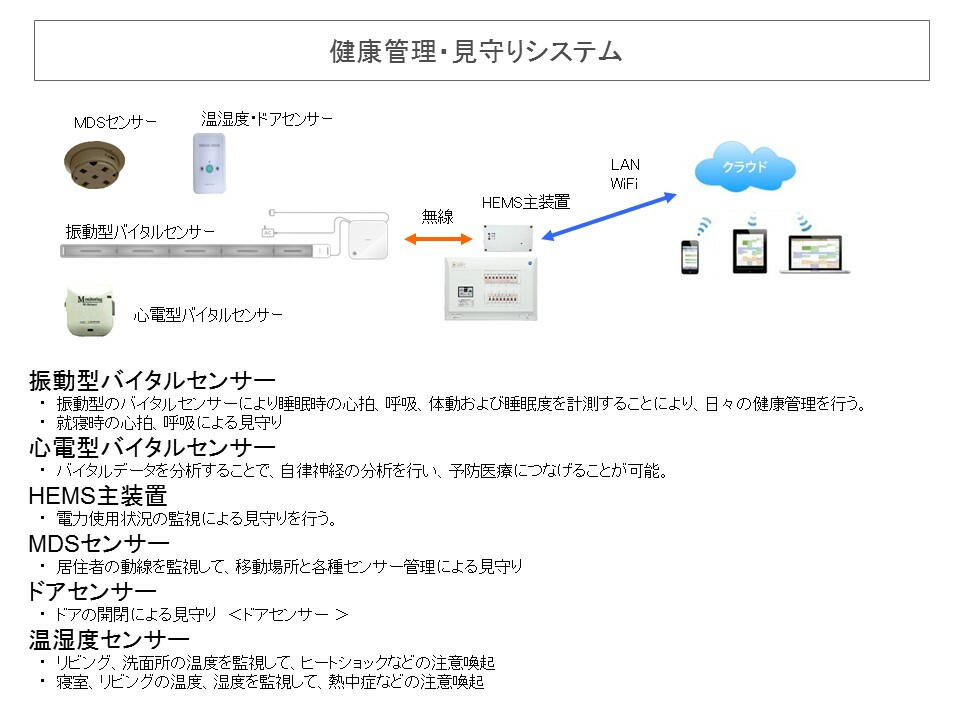 健康管理・見守りシステム
MDSセンサー
温湿度・ドアセンサー
LAN
WiFi
クラウド
HEMS主装置
無線
振動型バイタルセンサー
AC
Monitoring
心電型バイタルセンサー
振動型バイタルセンサー
・ 振動型のバイタルセンサーにより睡眠時の心拍、呼吸、体動および睡眠度を計測することにより、日々の健康管理を行う。
・ 就寝時の心拍、呼吸による見守り
心電型バイタルセンサー
・ バイタルデータを分析することで、自律神経の分析を行い、予防医療につなげることが可能。
HEMS主装置
・ 電力使用状況の監視による見守りを行う。
MDSセンサー
・ 居住者の動線を監視して、移動場所と各種センサー管理による見守り
ドアセンサー
・ ドアの開閉による見守り <ドアセンサー >
温湿度センサー
・ リビング、洗面所の温度を監視して、ヒートショックなどの注意喚起
・ 寝室、リビングの温度、湿度を監視して、熱中症などの注意喚起